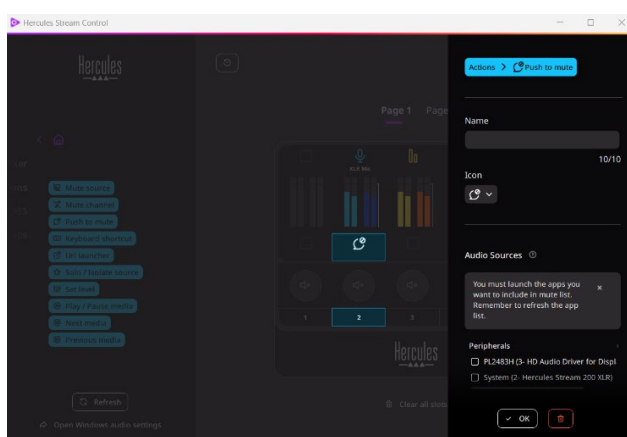 Hercules Stream Control
Hercules
Page 1 Page
XLR Mic
Mute source
Mute channel
Push to mute
Keyboard shortcut
Url launcher
Solo / Isolate source
Set level
Play / Pause media
Next media
Previous media
Refresh
Open Windows audio settings
1 2 3
Hercules
Clear all slots
Actions > Push to mute
Name
10/10
Icon
Audio Sources
You must launch the apps you
want to include in mute list.
Remember to refresh the app
list.
Peripherals
PL2483H (3- HD Audio Driver for Displ
System (2- Hercules Stream 200 XLR)
OK